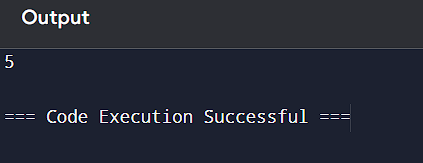 Output
5
=== Code Execution Successful ===